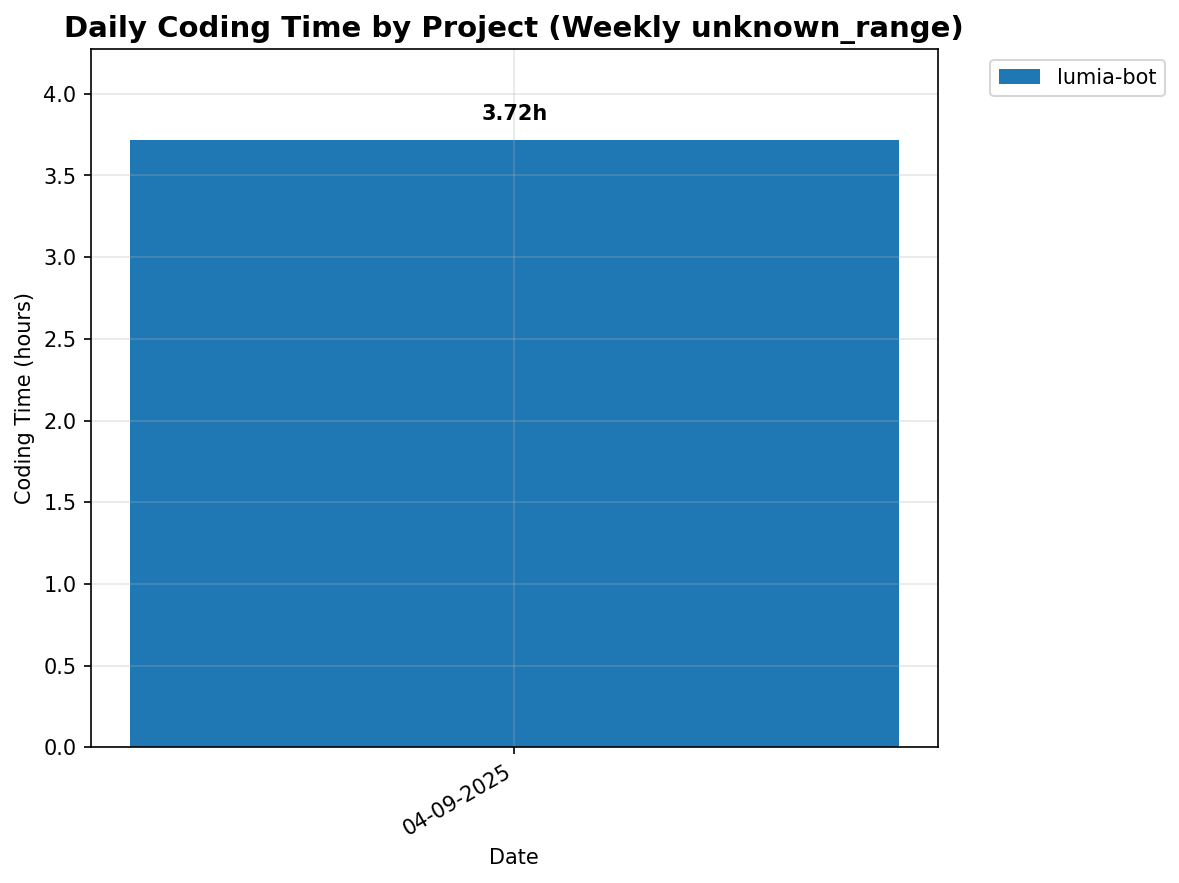 Daily Coding Time by Project (Weekly unknown_range)
lumia-bot
3.72h
4.0
3.5
3.0
2.5
2.0
1.5
1.0
0.5
0.0
Coding Time (hours)
04-09-2025
Date